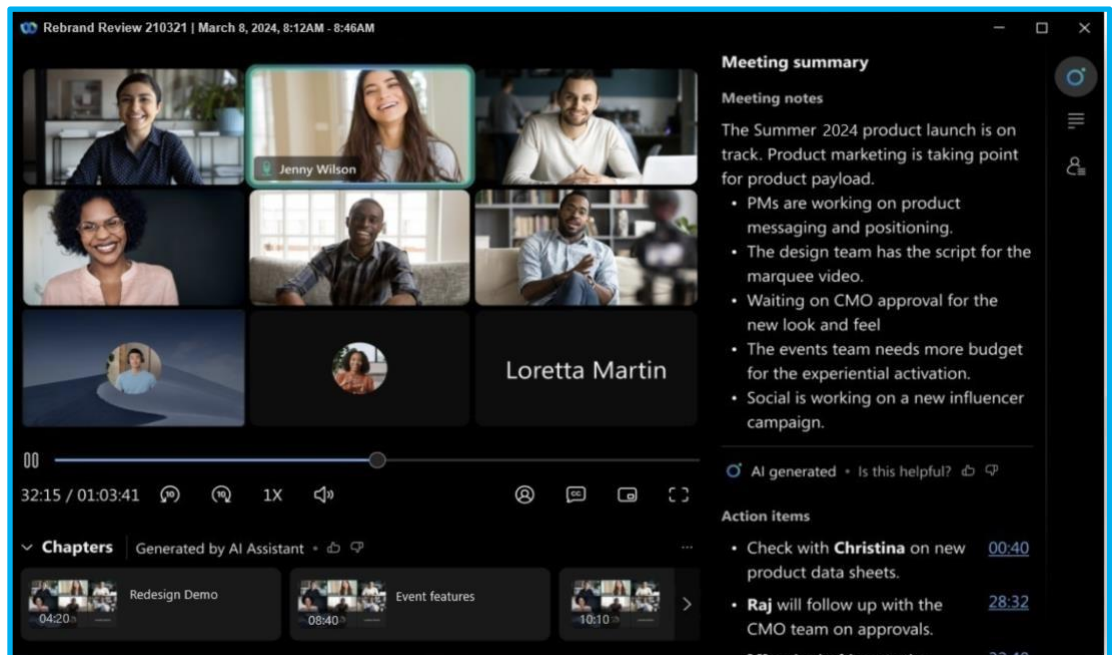 Rebrand Review 210321 | March 8, 2024, 8:12AM - 8:46AM
Jenny Wilson
Loretta Martin
32:15 / 01:03:41
10
10
1X
CC
Chapters
Generated by AI Assistant •
04:20
Redesign Demo
08:40
Event features
10:10
Meeting summary
Meeting notes
The Summer 2024 product launch is on
track. Product marketing is taking point
for product payload.
• PMs are working on product
messaging and positioning.
• The design team has the script for the
marquee video.
• Waiting on CMO approval for the
new look and feel
• The events team needs more budget
for the experiential activation.
• Social is working on a new influencer
campaign.
AI generated • Is this helpful?
Action items
• Check with Christina on new 00:40
product data sheets.
• Raj will follow up with the 28:32
CMO team on approvals.